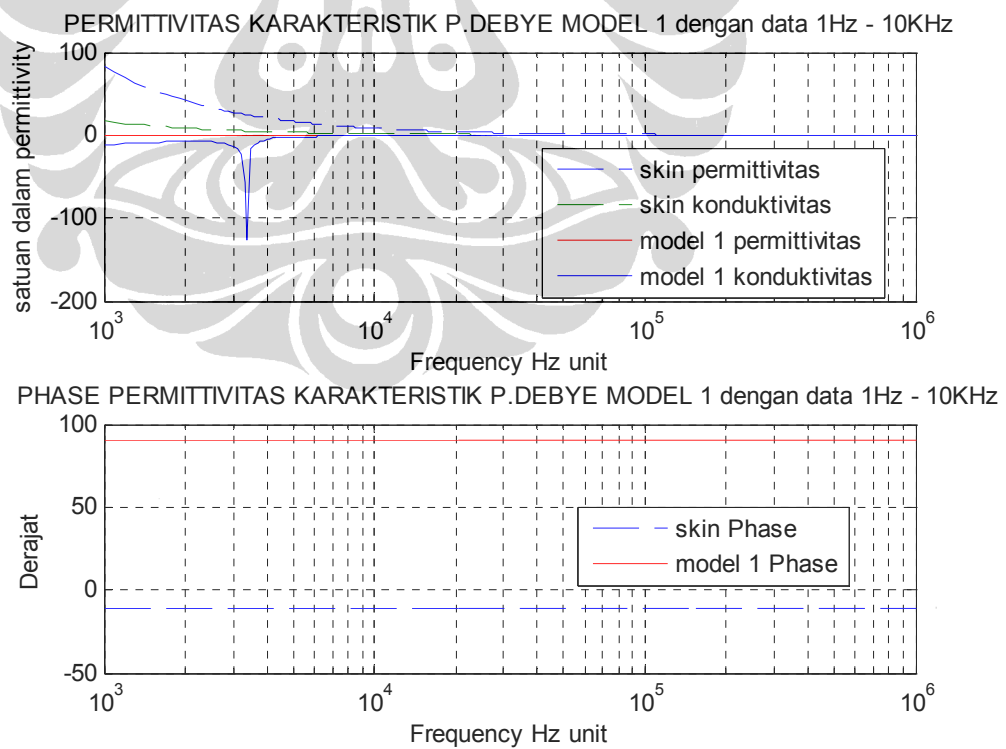 PERMITTIVITAS KARAKTERISTIK P.DEBYE MODEL 1 dengan data 1Hz - 10KHz
satuan dalam permittivity
100
0
-100
-200
skin permittivitas
skin konduktivitas
model 1 permittivitas
model 1 konduktivitas
10^3
10^4
10^5
10^6
Frequency Hz unit
PHASE PERMITTIVITAS KARAKTERISTIK P.DEBYE MODEL 1 dengan data 1Hz - 10KHz
Derajat
100
50
0
-50
skin Phase
model 1 Phase
10^3
10^4
10^5
10^6
Frequency Hz unit